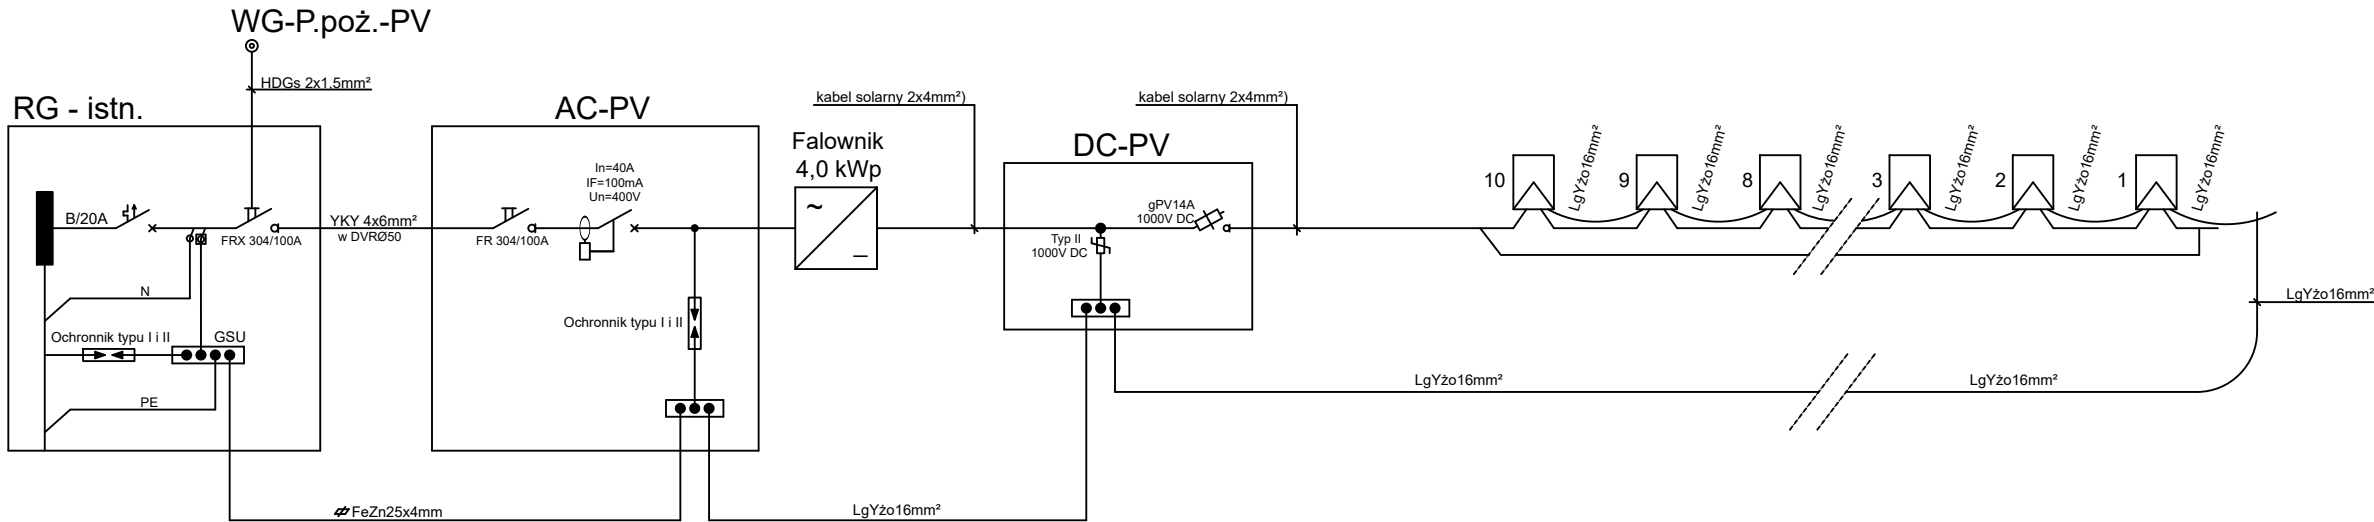 WG-P.poż.-PV
HDGs 2x1.5mm²
RG - istn.
B/20A
FRX 304/100A
N
Ochronnik typu I i II
GSU
PE
YKY 4x6mm²
w DVRØ50
FeZn25x4mm
AC-PV
In=40A
IF=100mA
Un=400V
FR 304/100A
Ochronnik typu I i II
kabel solarny 2x4mm²)
Falownik
4,0 kWp
~
–
LgYżo16mm²
kabel solarny 2x4mm²)
DC-PV
gPV14A
1000V DC
Typ II
1000V DC
10
LgYżo16mm²
9
LgYżo16mm²
8
LgYżo16mm²
3
LgYżo16mm²
2
LgYżo16mm²
1
LgYżo16mm²
LgYżo16mm²
LgYżo16mm²
LgYżo16mm²